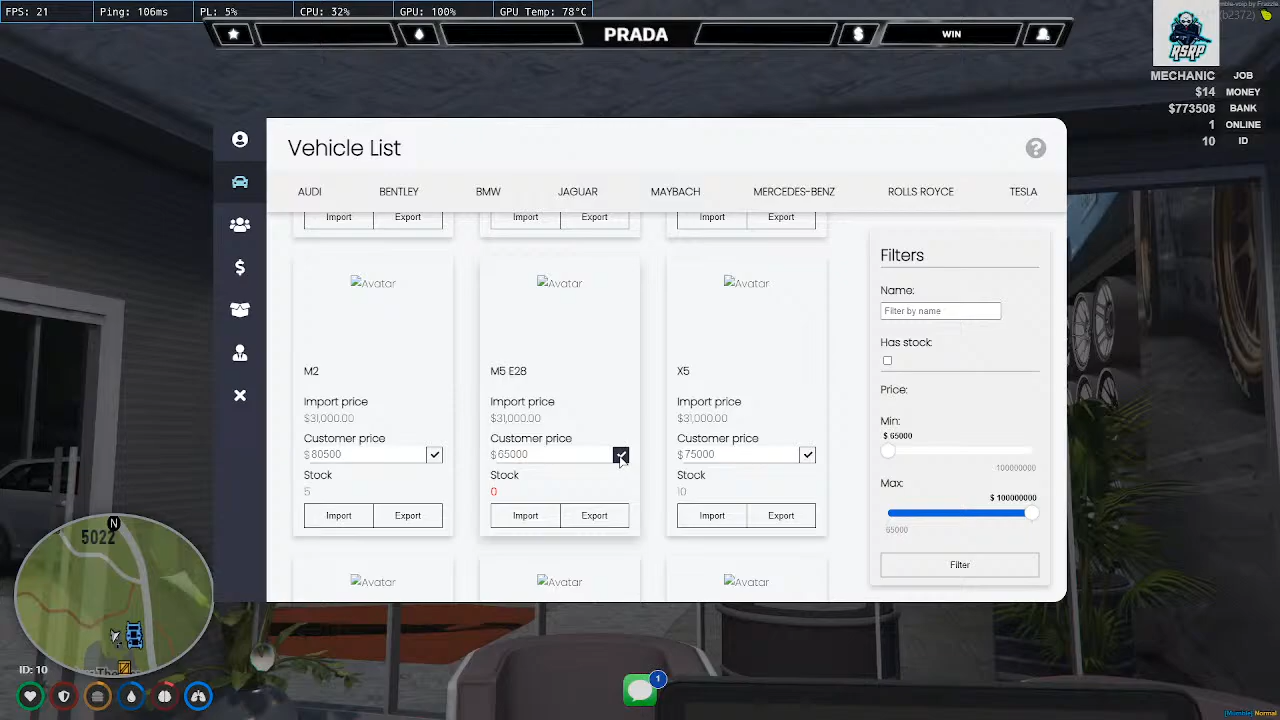 FPS: 21 Ping: 106ms PL: 5% CPU: 32% GPU: 100% GPU Temp: 78°C
PRADA
WIN
RSRP
MECHANIC JOB
$14 MONEY
$773508 BANK
1 ONLINE
10 ID
Vehicle List
?
AUDI BENTLEY BMW JAGUAR MAYBACH MERCEDES-BENZ ROLLS ROYCE TESLA
Import Export Import Export Import Export
Avatar Avatar Avatar
M2 M5 E28 X5
Import price Import price Import price
$31,000.00 $31,000.00 $31,000.00
Customer price Customer price Customer price
$80500 $65000 $75000
Stock Stock Stock
5 0 10
Import Export Import Export Import Export
Avatar Avatar Avatar
Filters
Name:
Filter by name
Has stock:
Price:
Min:
$ 65000
100000000
Max:
$ 100000000
65000
Filter
N
5022
ID: 10
1
(Mumble) Normal